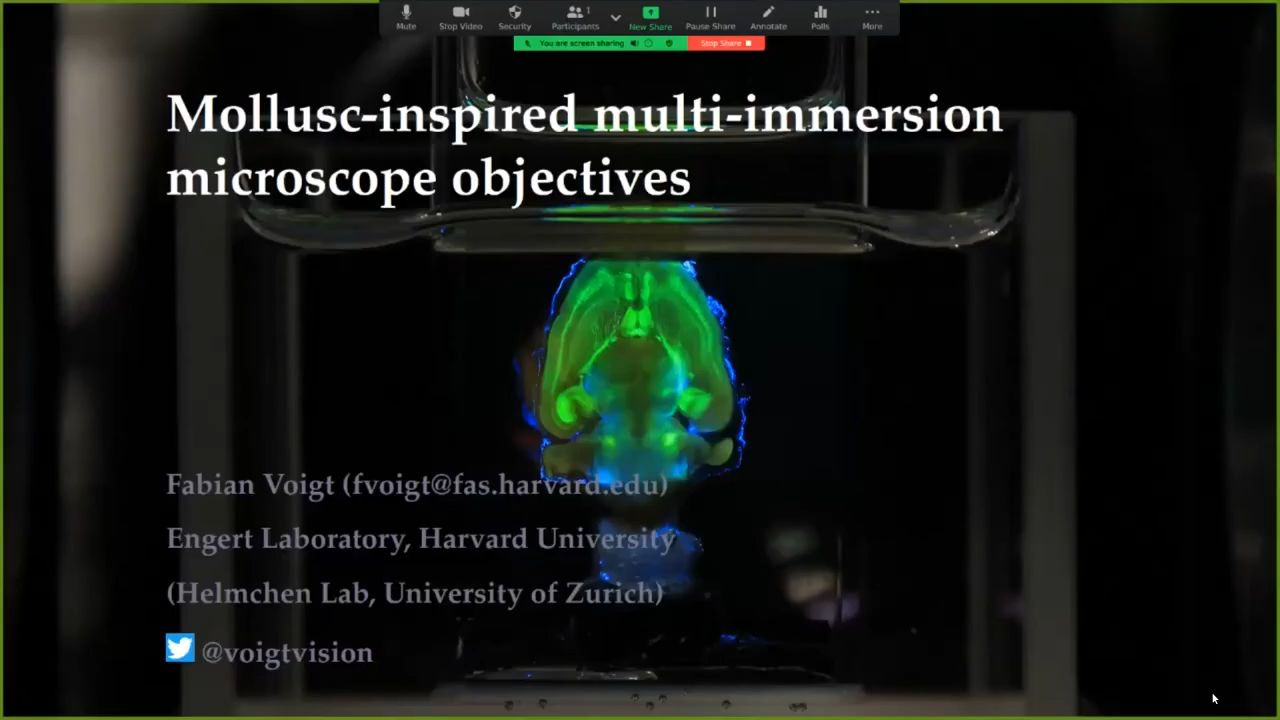 Mute
Stop Video
Security
Participants
1
New Share
Pause Share
Annotate
Polls
More
You are screen sharing
Stop Share
Mollusc-inspired multi-immersion
microscope objectives
Fabian Voigt (fvoigt@fas.harvard.edu)
Engert Laboratory, Harvard University
(Helmchen Lab, University of Zurich)
@voigtvision